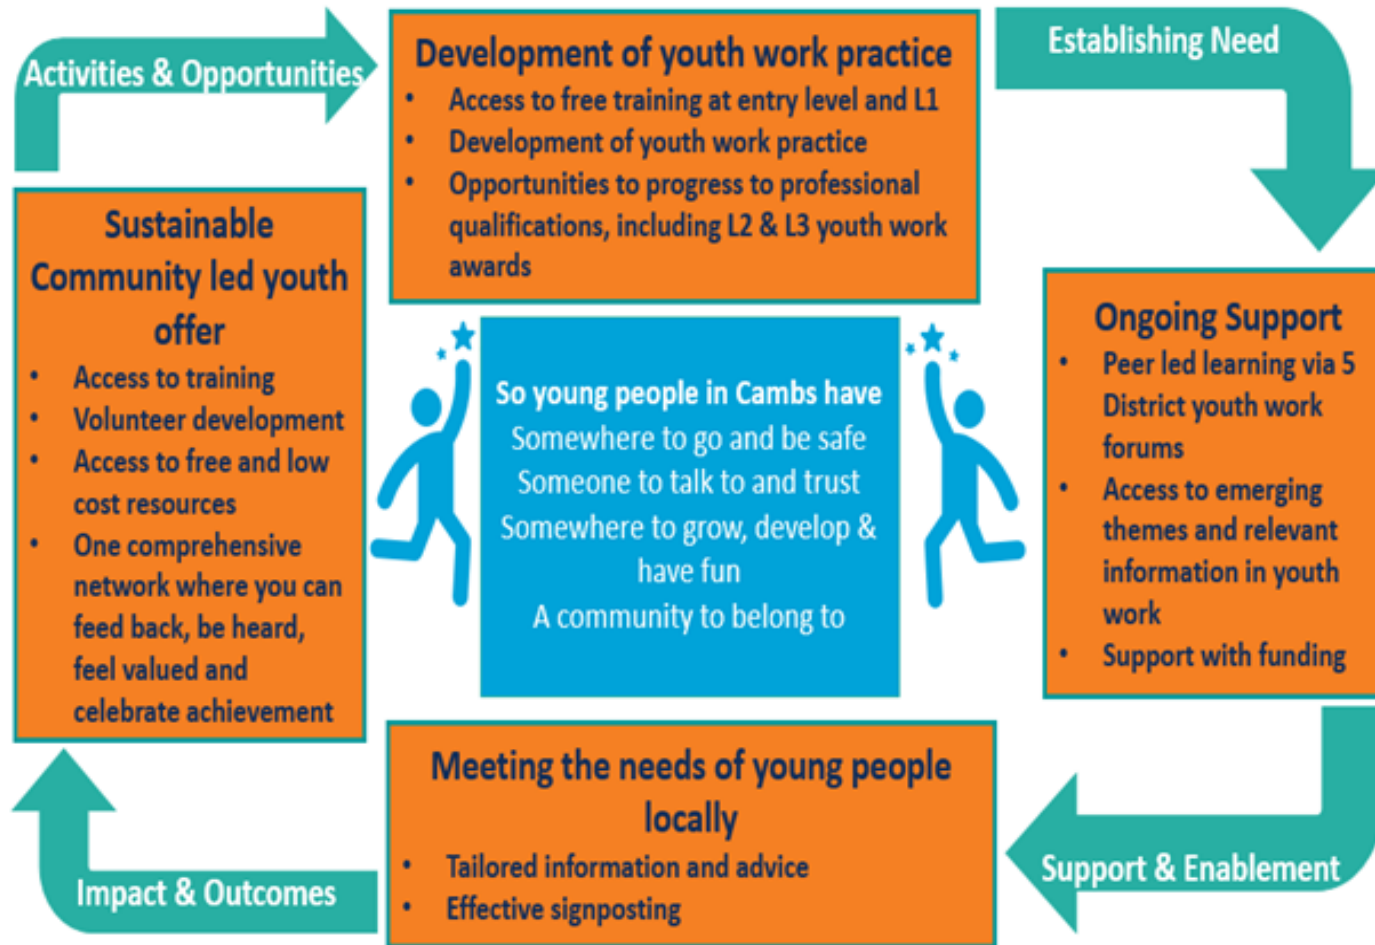 Activities & Opportunities
Development of youth work practice
• Access to free training at entry level and L1
• Development of youth work practice
• Opportunities to progress to professional
qualifications, including L2 & L3 youth work
awards
Establishing Need
Sustainable
Community led youth
offer
• Access to training
• Volunteer development
• Access to free and low
cost resources
• One comprehensive
network where you can
feed back, be heard,
feel valued and
celebrate achievement
So young people in Cambs have
Somewhere to go and be safe
Someone to talk to and trust
Somewhere to grow, develop &
have fun
A community to belong to
Ongoing Support
• Peer led learning via 5
District youth work
forums
• Access to emerging
themes and relevant
information in youth
work
• Support with funding
Impact & Outcomes
Meeting the needs of young people
locally
• Tailored information and advice
• Effective signposting
Support & Enablement